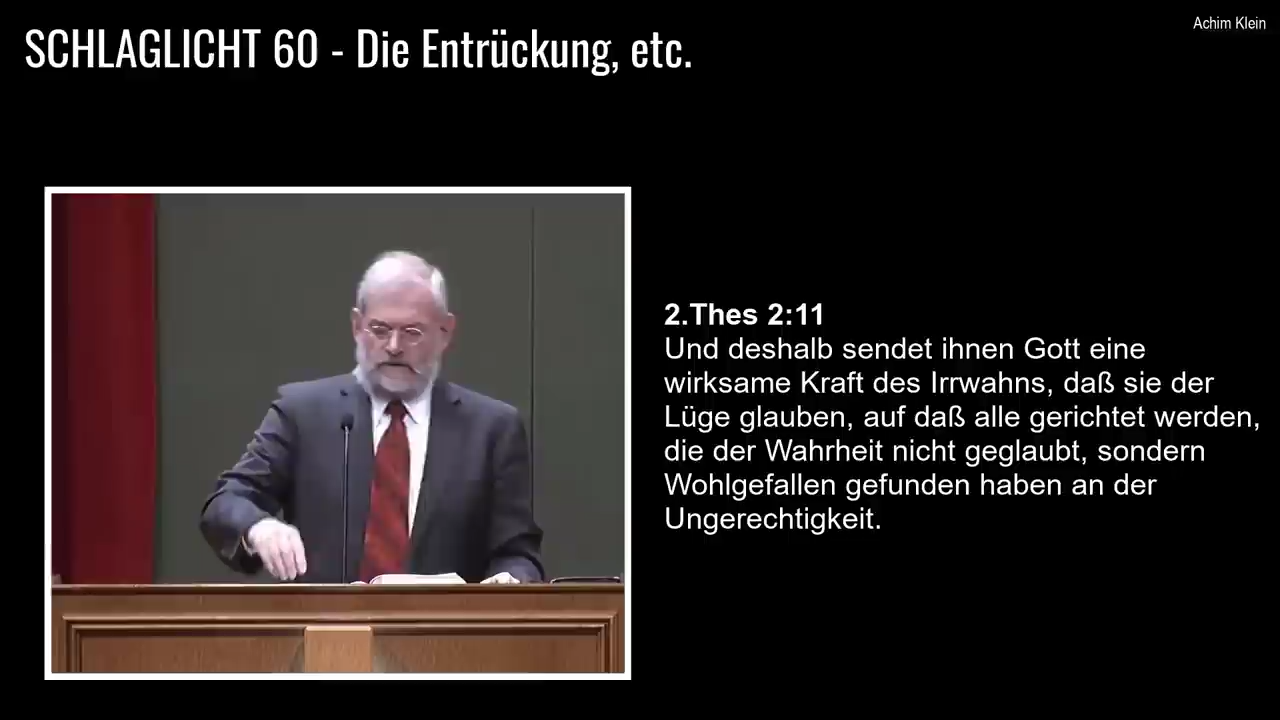 SCHLAGLICHT 60 - Die Entrückung, etc.
Achim Klein
2.Thes 2:11
Und deshalb sendet ihnen Gott eine
wirksame Kraft des Irrwahns, daß sie der
Lüge glauben, auf daß alle gerichtet werden,
die der Wahrheit nicht geglaubt, sondern
Wohlgefallen gefunden haben an der
Ungerechtigkeit.